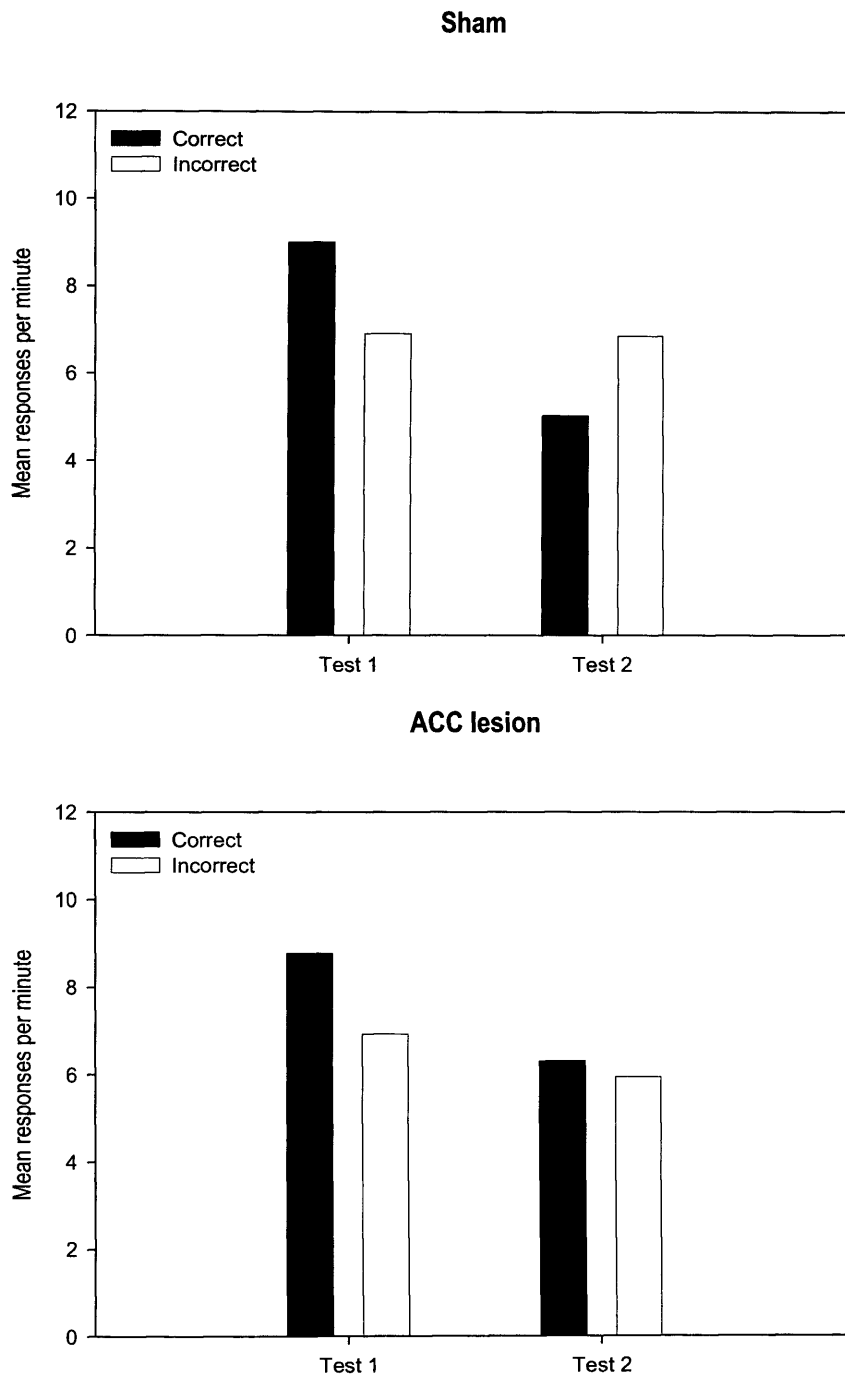 Sham
12
10
8
6
4
2
0
Mean responses per minute
Correct
Incorrect
Test 1 Test 2
ACC lesion
12
10
8
6
4
2
0
Mean responses per minute
Correct
Incorrect
Test 1 Test 2